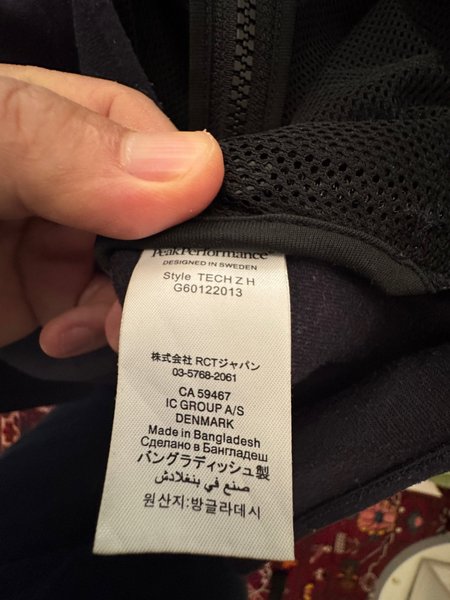 PeakPerformance®
DESIGNED IN SWEDEN
Style TECH Z H
G60122013
株式会社 RCTジャパン
03-5768-2061
CA 59467
IC GROUP A/S
DENMARK
Made in Bangladesh
Сделано в Бангладеш
バングラディッシュ製
صنع في بنغلادش
원산지:방글라데시